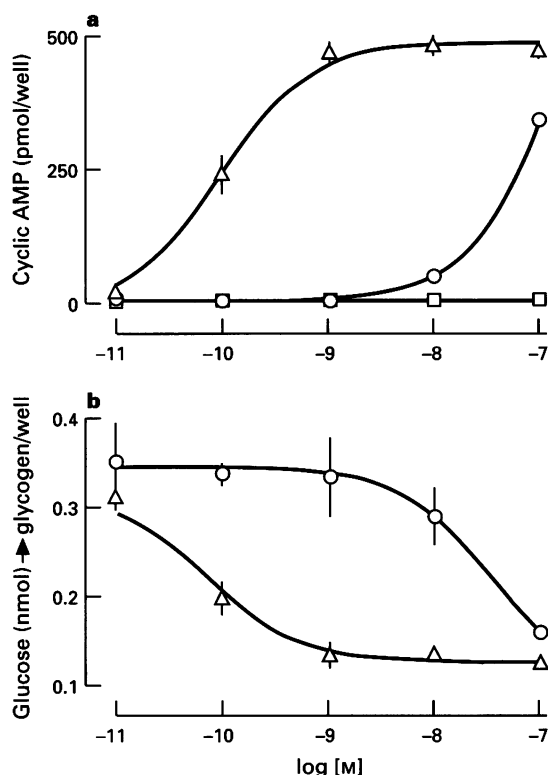 a
500
250
0
Cyclic AMP (pmol/well)
−11 −10 −9 −8 −7
b
0.4
0.3
0.2
0.1
Glucose (nmol)→glycogen/well
−11 −10 −9 −8 −7
log [M]